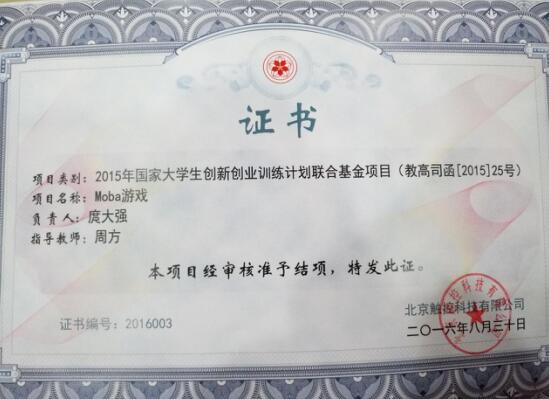 证书
项目类别：2015年国家大学生创新创业训练计划联合基金项目（教高司函[2015]25号）
项目名称：Moba游戏
负责人：庹大强
指导教师：周方
本项目经审核准予结项，特发此证。
北京触控科技有限公司
证书编号：2016003
二〇一六年八月三十日